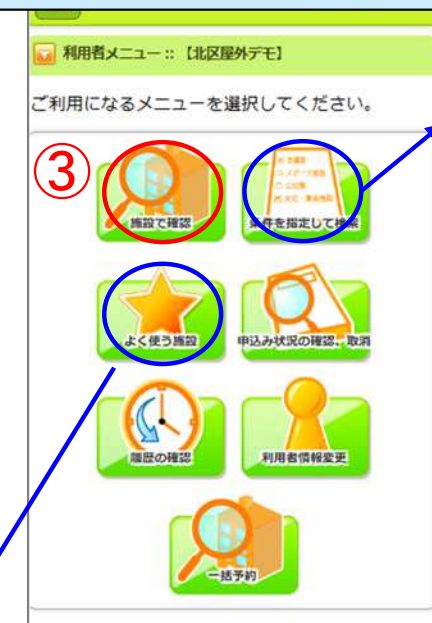 利用者メニュー :: 【北区屋外デモ】
ご利用になるメニューを選択してください。
③
施設で確認
条件を指定して検索
よく使う施設
申込み状況の確認、取消
履歴の確認
利用者情報変更
一括予約